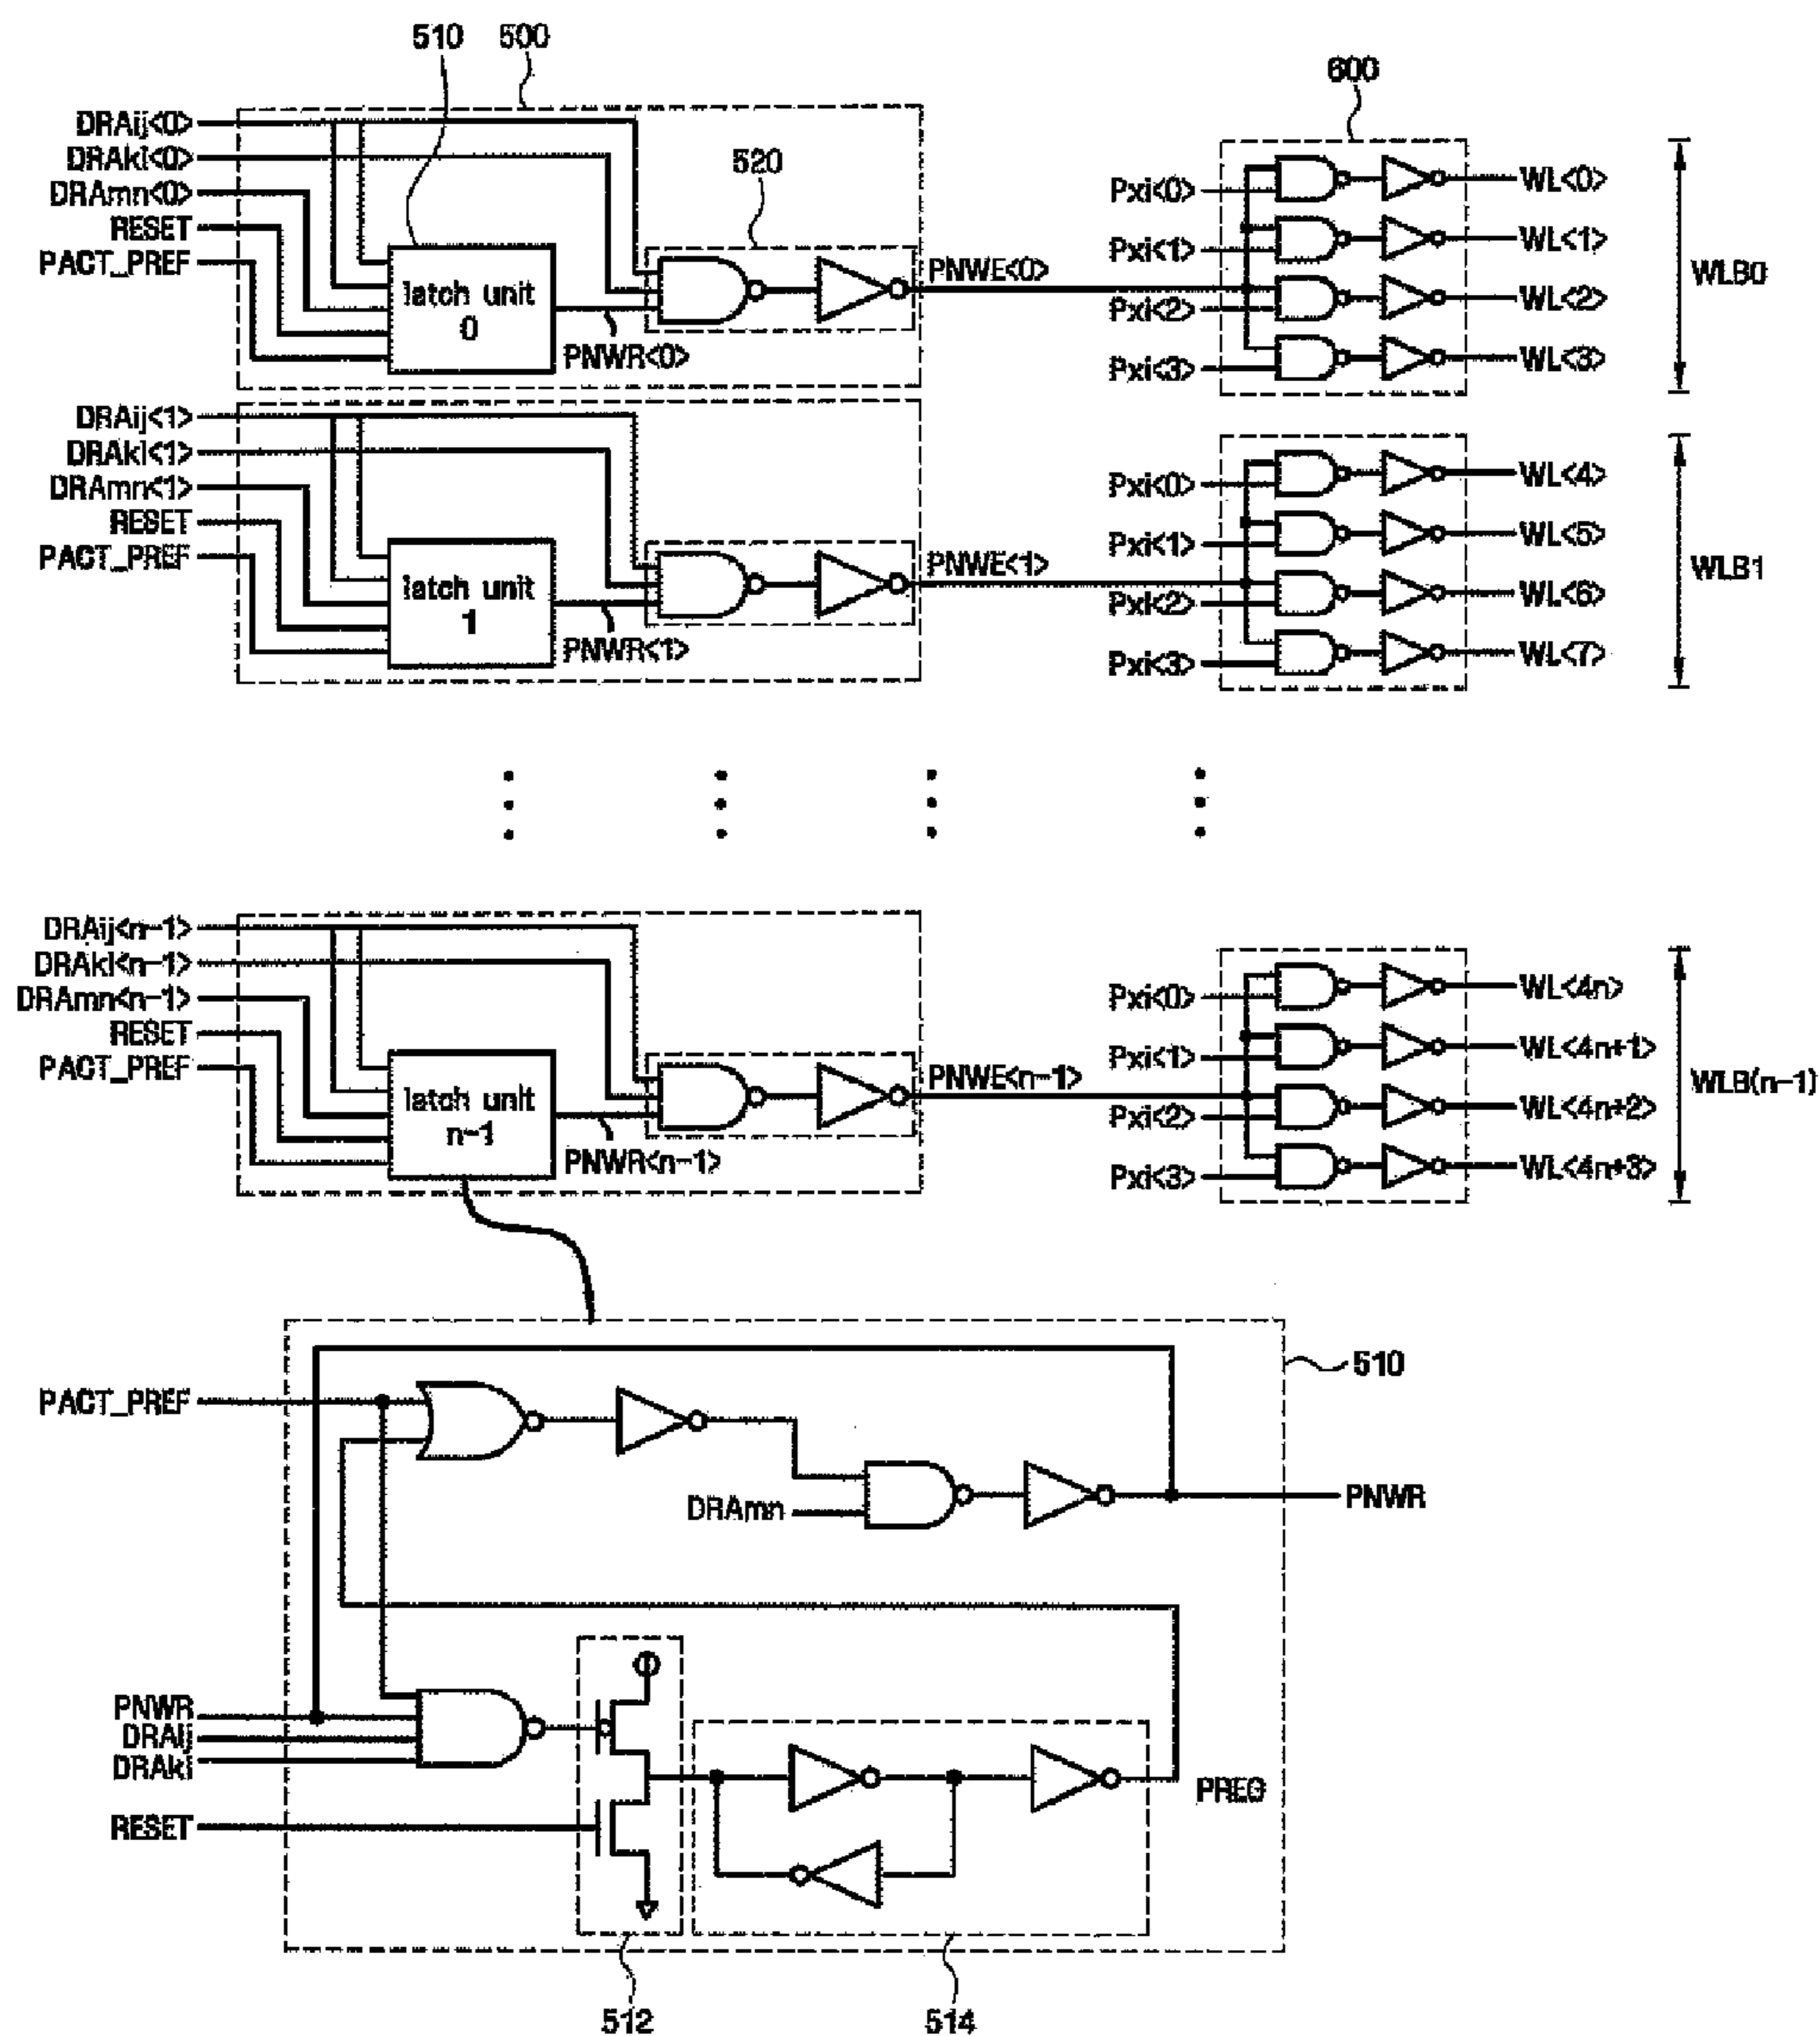 510 500
600
DRAij<0>
DRAkl<0>
DRAmn<0>
RESET
PACT_PREF
latch unit
0
520
PNWR<0>
PNWE<0>
Pxi<0>
Pxi<1>
Pxi<2>
Pxi<3>
WL<0>
WL<1>
WL<2>
WL<3>
WLB0
DRAij<1>
DRAkl<1>
DRAmn<1>
RESET
PACT_PREF
latch unit
1
PNWR<1>
PNWE<1>
Pxi<0>
Pxi<1>
Pxi<2>
Pxi<3>
WL<4>
WL<5>
WL<6>
WL<7>
WLB1
DRAij<n-1>
DRAkl<n-1>
DRAmn<n-1>
RESET
PACT_PREF
latch unit
n-1
PNWR<n-1>
PNWE<n-1>
Pxi<0>
Pxi<1>
Pxi<2>
Pxi<3>
WL<4n>
WL<4n+1>
WL<4n+2>
WL<4n+3>
WLB(n-1)
510
PACT_PREF
DRAmn
PNWR
PNWR
DRAij
DRAkl
RESET
PREG
512
514